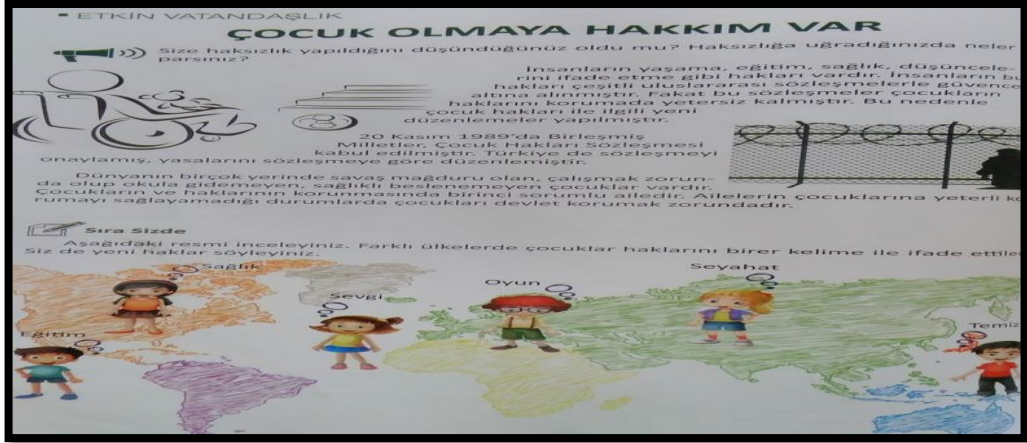 • ETKİN VATANDAŞLIK
ÇOCUK OLMAYA HAKKIM VAR
Size haksızlık yapıldığını düşündüğünüz oldu mu? Haksızlığa uğradığınızda neler
parsınız?
İnsanların yaşama, eğitim, sağlık, düşüncele-
rini ifade etme gibi hakları vardır. İnsanların bu
hakları çeşitli uluslararası sözleşmelerle güvence
altına alınmıştır. Fakat bu sözleşmeler çocukların
haklarını korumada yetersiz kalmıştır. Bu nedenle
çocuk hakları ile ilgili yeni
düzenlemeler yapılmıştır.
20 Kasım 1989'da Birleşmiş
Milletler, Çocuk Hakları Sözleşmesi
kabul edilmiştir. Türkiye de sözleşmeyi
onaylamış, yasalarını sözleşmeye göre düzenlemiştir.
Dünyanın birçok yerinde savaş mağduru olan, çalışmak zorun-
da olup okula gidemeyen, sağlıklı beslenemeyen çocuklar vardır.
Çocukların ve haklarının korunmasında birinci sorumlu ailedir. Ailelerin çocuklarına yeterli ko
rumayı sağlayamadığı durumlarda çocukları devlet korumak zorundadır.
Sıra Sizde
Aşağıdaki resmi inceleyiniz. Farklı ülkelerde çocuklar haklarını birer kelime ile ifade ettiler
Siz de yeni haklar söyleyiniz.
Sağlık
Seyahat
Oyun
Sevgi
Temiz
Eğitim